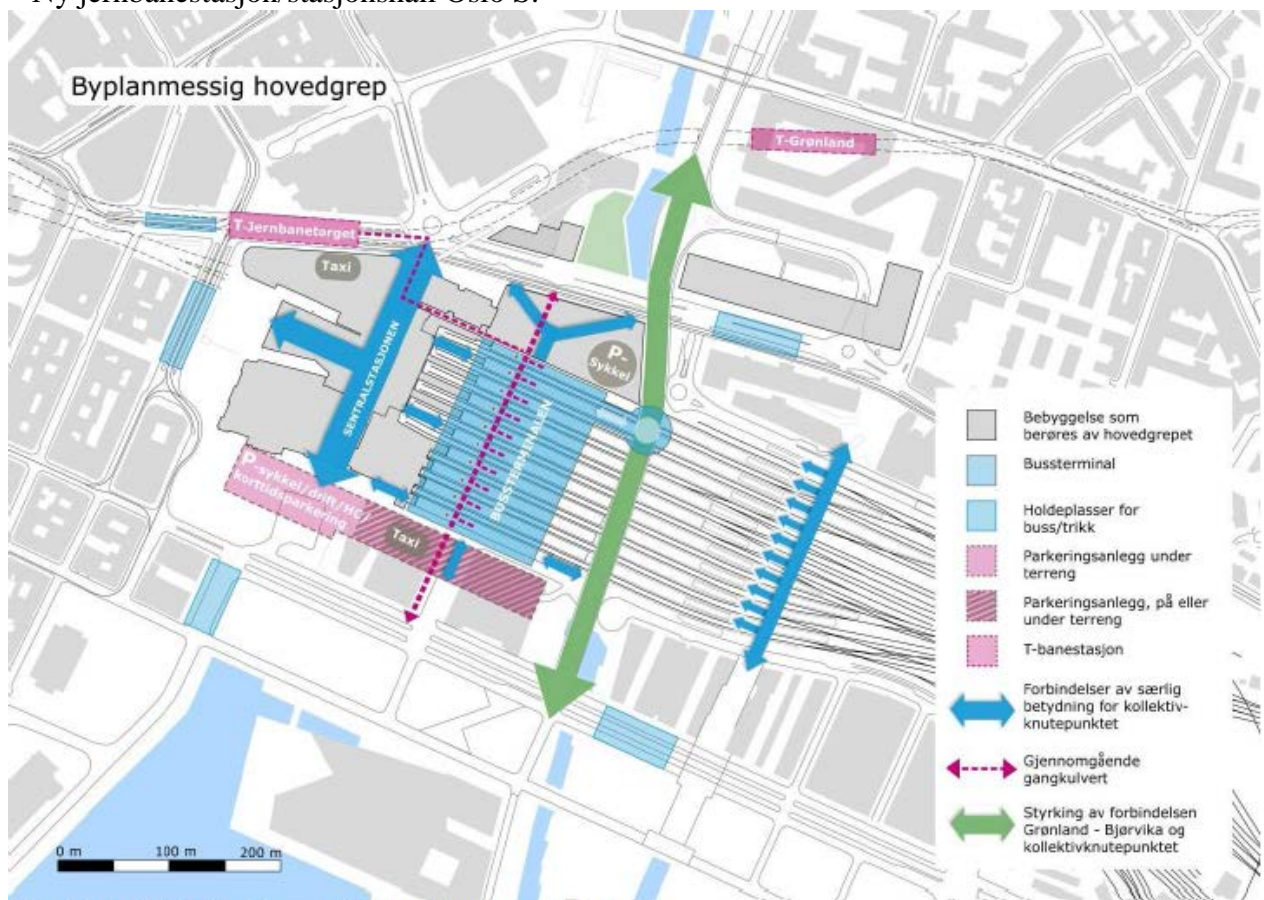 Ny jernbanestasjon/stasjonshall Oslo S:
Byplanmessig hovedgrep
T-Grønland
T-Jernbanetorget
Taxi
P-
Sykkel
SENTRALSTASJONEN
BUSSTERMINALEN
P-sykkel/drift/HC/
korttidsparkering
Taxi
0 m
100 m
200 m
Bebyggelse som
berøres av hovedgrepet
Bussterminal
Holdeplasser for
buss/trikk
Parkeringsanlegg under
terreng
Parkeringsanlegg, på eller
under terreng
T-banestasjon
Forbindelser av særlig
betydning for kollektiv-
knutepunktet
Gjennomgående
gangkulvert
Styrking av forbindelsen
Grønland - Bjørvika og
kollektivknutepunktet